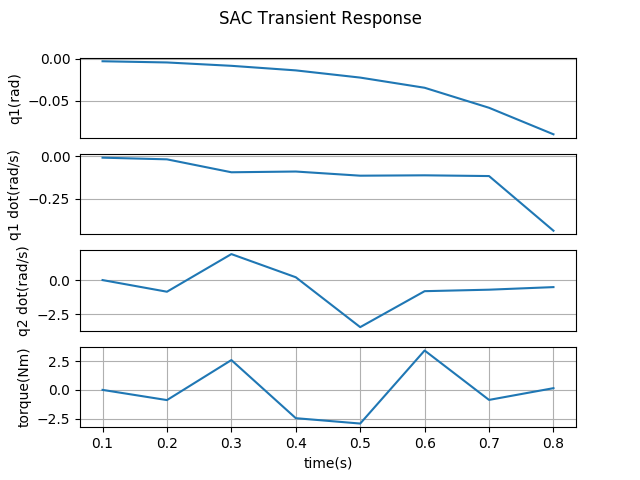 SAC Transient Response
0.00
−0.05
q1(rad)
0.00
−0.25
q1 dot(rad/s)
0.0
−2.5
q2 dot(rad/s)
2.5
0.0
−2.5
torque(Nm)
0.1 0.2 0.3 0.4 0.5 0.6 0.7 0.8
time(s)